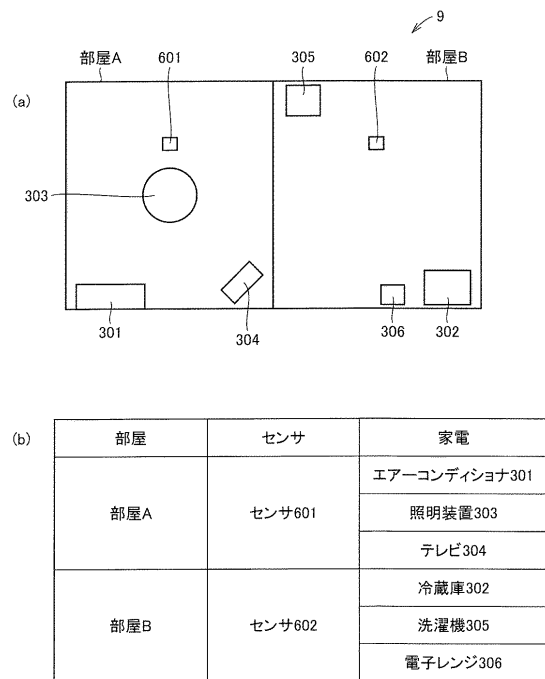 9
部屋A
601
305
602
部屋B
(a)
303
301
304
306
302
(b)
部屋
センサ
家電
部屋A
センサ601
エアーコンディショナ301
照明装置303
テレビ304
部屋B
センサ602
冷蔵庫302
洗濯機305
電子レンジ306